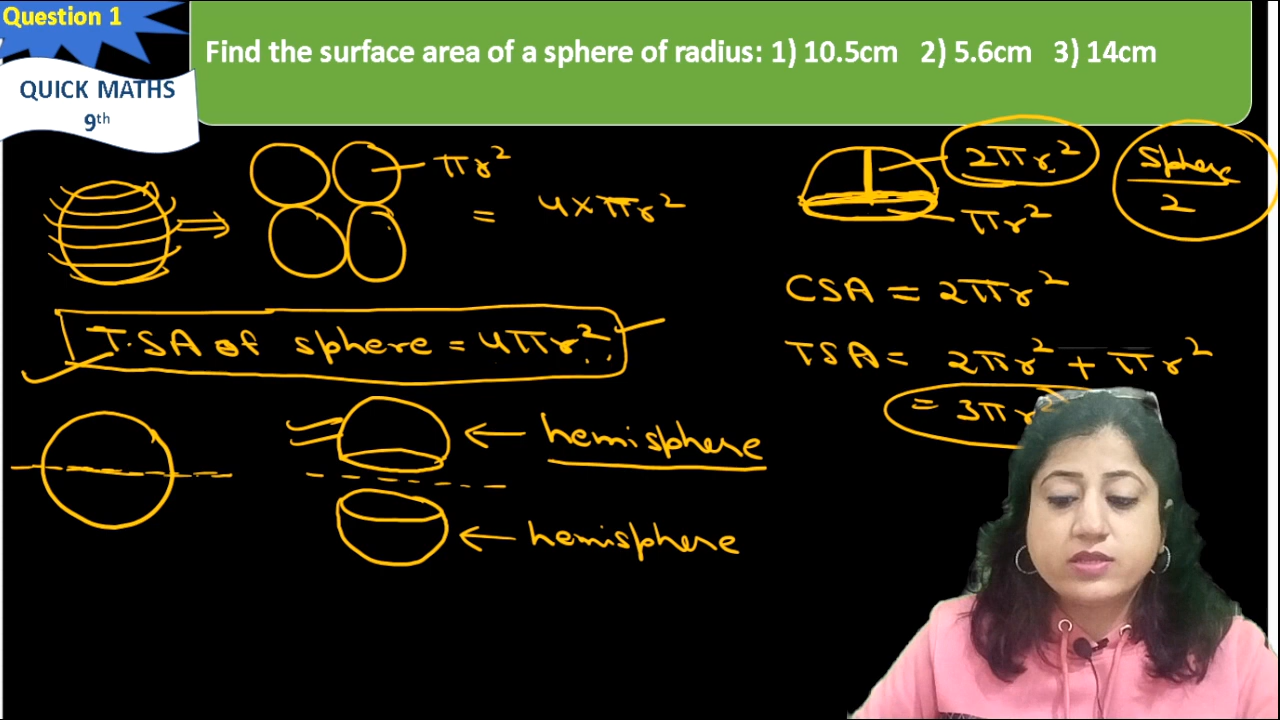 Question 1
QUICK MATHS
9th
Find the surface area of a sphere of radius: 1) 10.5cm 2) 5.6cm 3) 14cm
πr²
= 4×πr²
T.SA of sphere = 4πr²
hemisphere
hemisphere
2πr²
πr²
sphere
2
CSA = 2πr²
TSA = 2πr² + πr²
= 3πr²